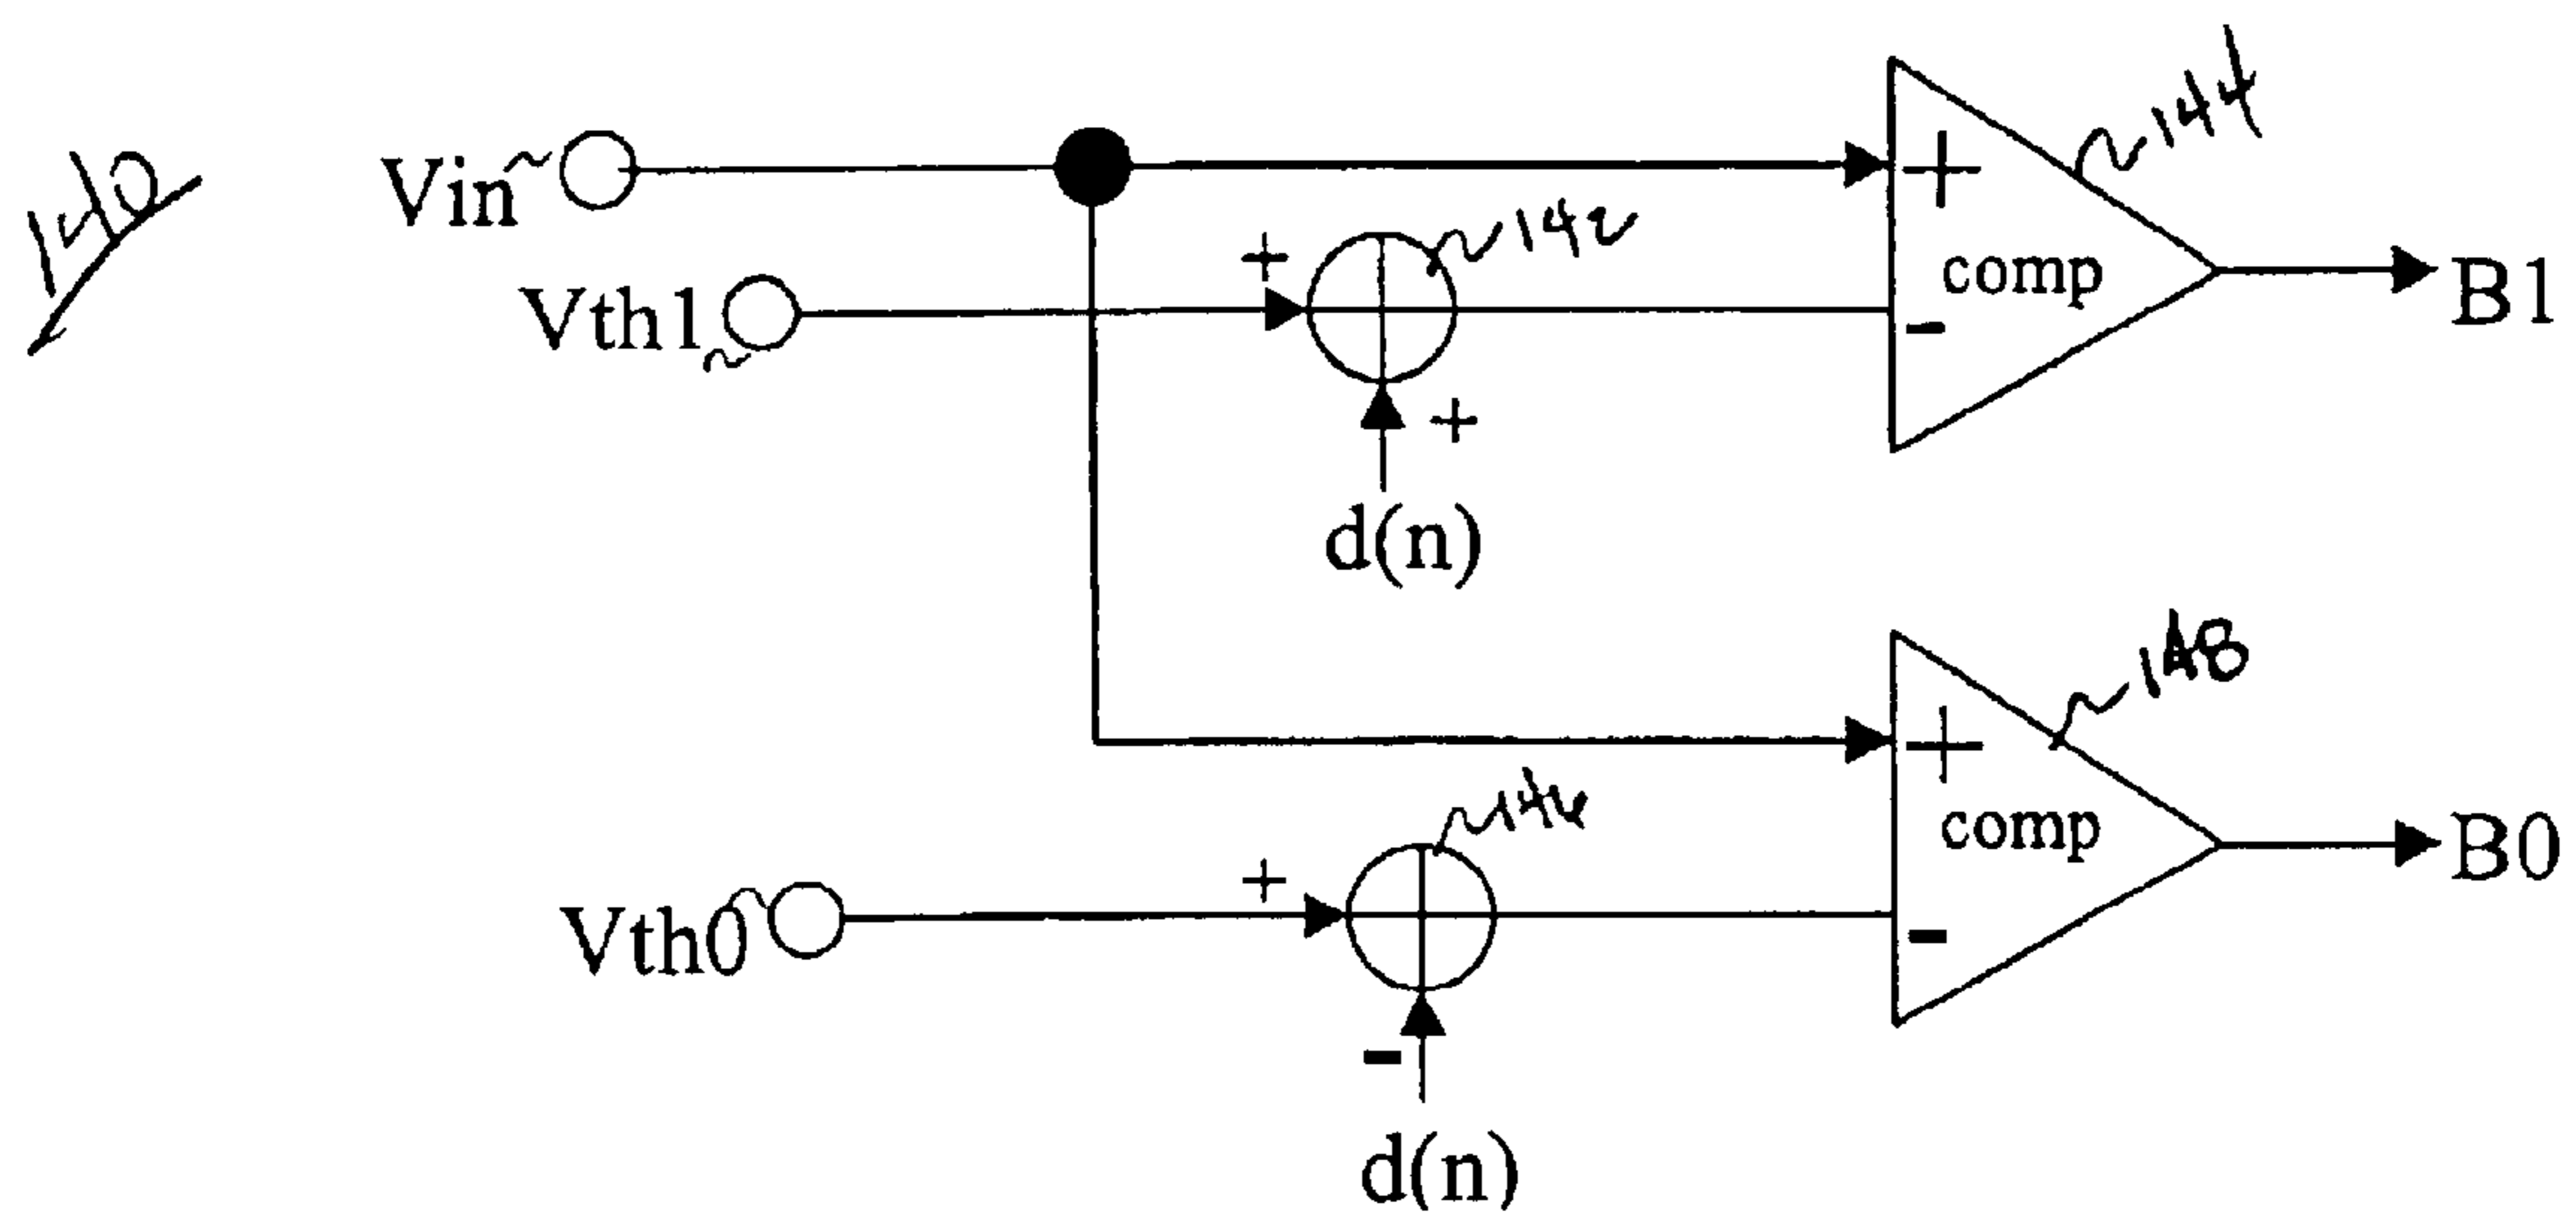 140
Vin
+
144
142
+
Vth1
comp
B1
-
+
d(n)
148
+
146
comp
B0
+
Vth0
-
-
d(n)